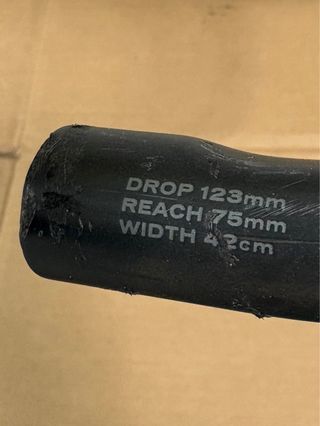 DROP 123mm
REACH 75mm
WIDTH 42cm